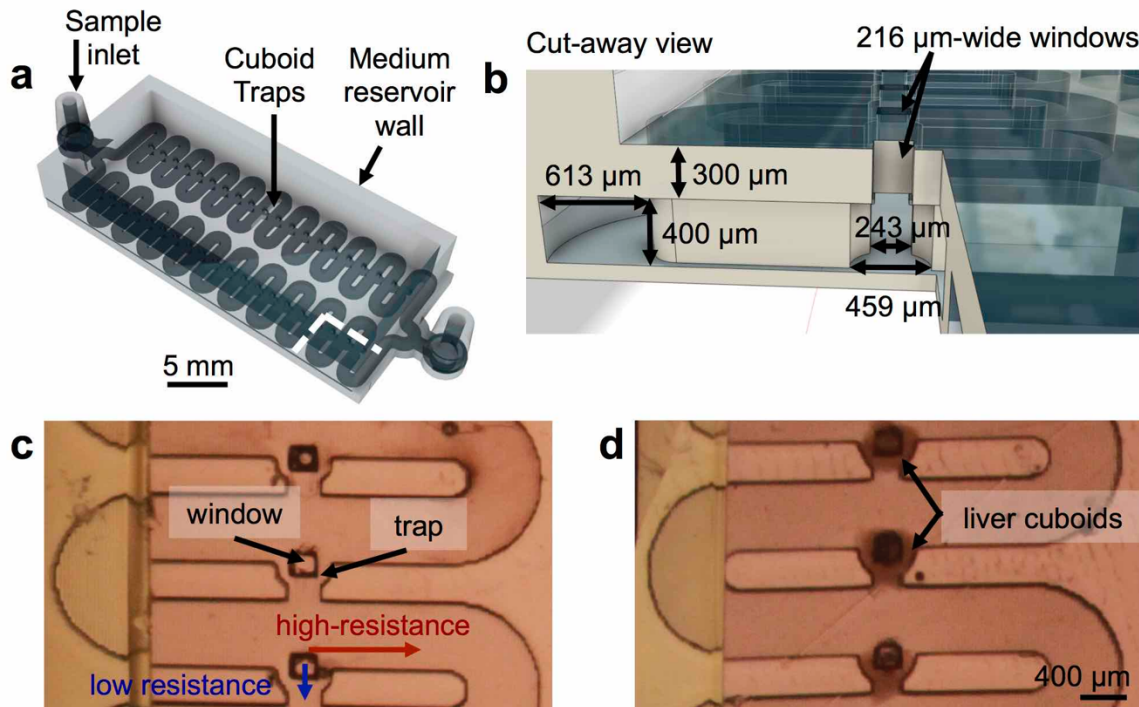 a
Sample
inlet
Cuboid
Traps
Medium
reservoir
wall
5 mm
b
Cut-away view
216 µm-wide windows
613 µm
300 µm
400 µm
243 µm
459 µm
c
window
trap
high-resistance
low resistance
d
liver cuboids
400 µm